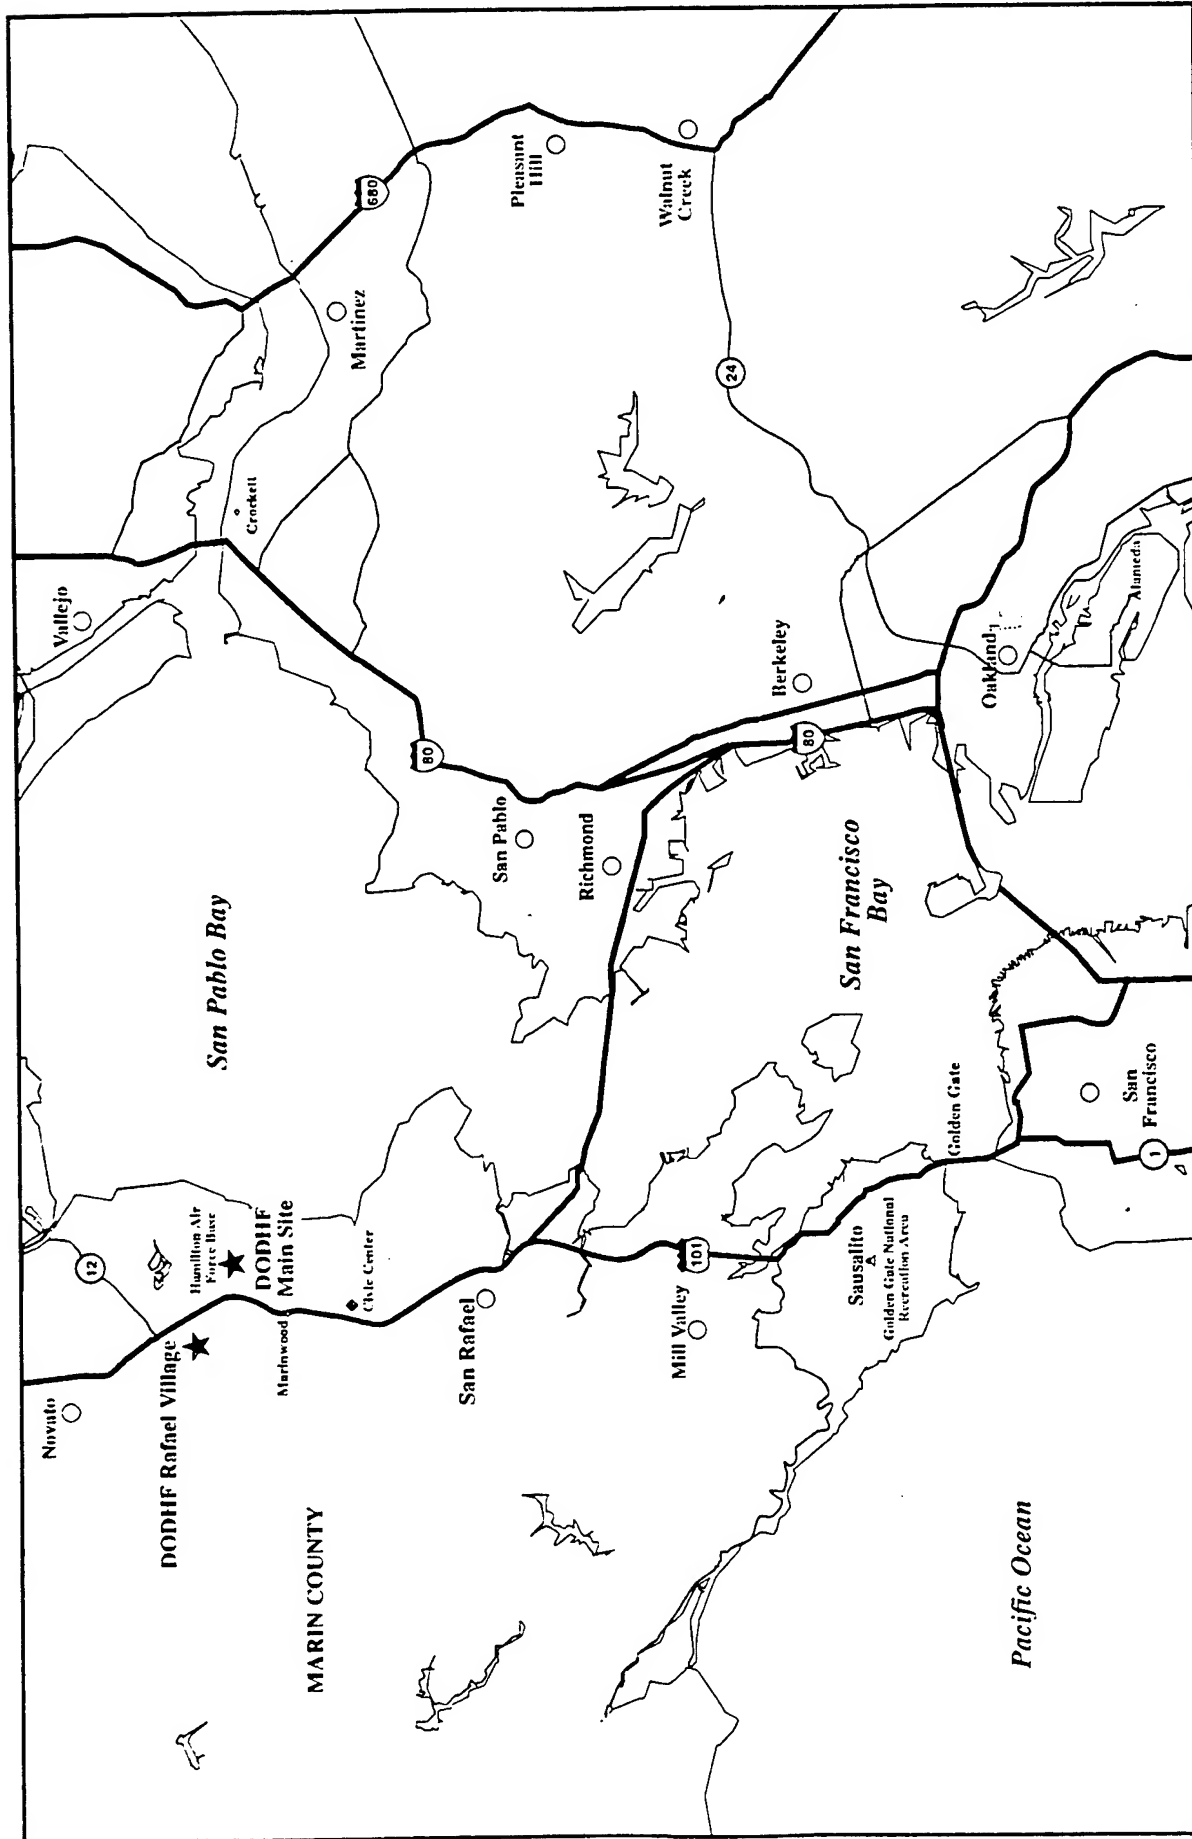 Novato
DODHF Rafael Village
12
Hamilton Air
Force Base
DODHF
Main Site
Marinwood
Civic Center
MARIN COUNTY
San Rafael
San Pablo Bay
Vallejo
Crockett
Martinez
680
Pleasant
Hill
Walnut
Creek
80
San Pablo
Richmond
Mill Valley
101
Sausalito
Golden Gate National
Recreation Area
Golden Gate
San Francisco
Bay
Berkeley
80
24
Oakland
Alameda
San
Francisco
1
Pacific Ocean